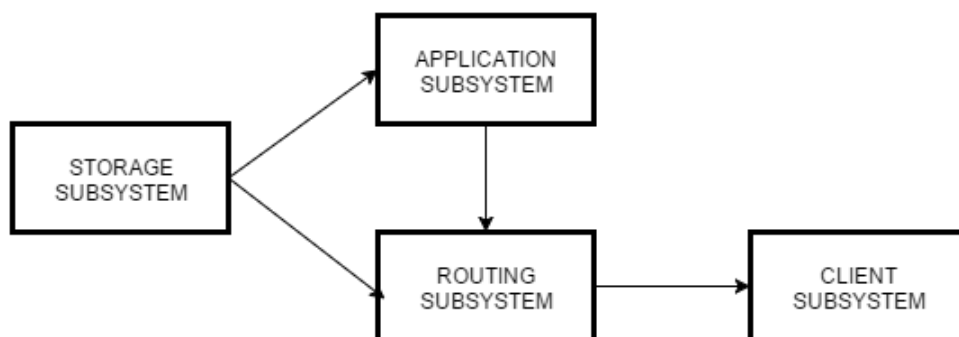 APPLICATION
SUBSYSTEM
STORAGE
SUBSYSTEM
ROUTING
SUBSYSTEM
CLIENT
SUBSYSTEM